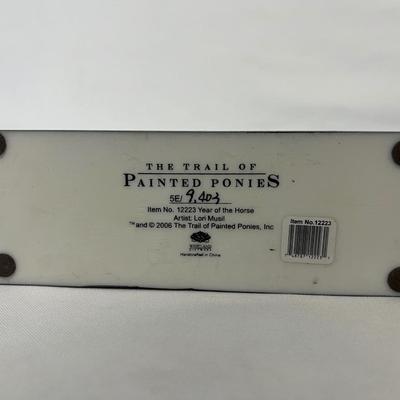 THE TRAIL OF
PAINTED PONIES
5E/ 9,403
Item No. 12223 Year of the Horse
Artist: Lori Musil
™ and © 2006 The Trail of Painted Ponies, Inc
Handcrafted in China
Item No.12223